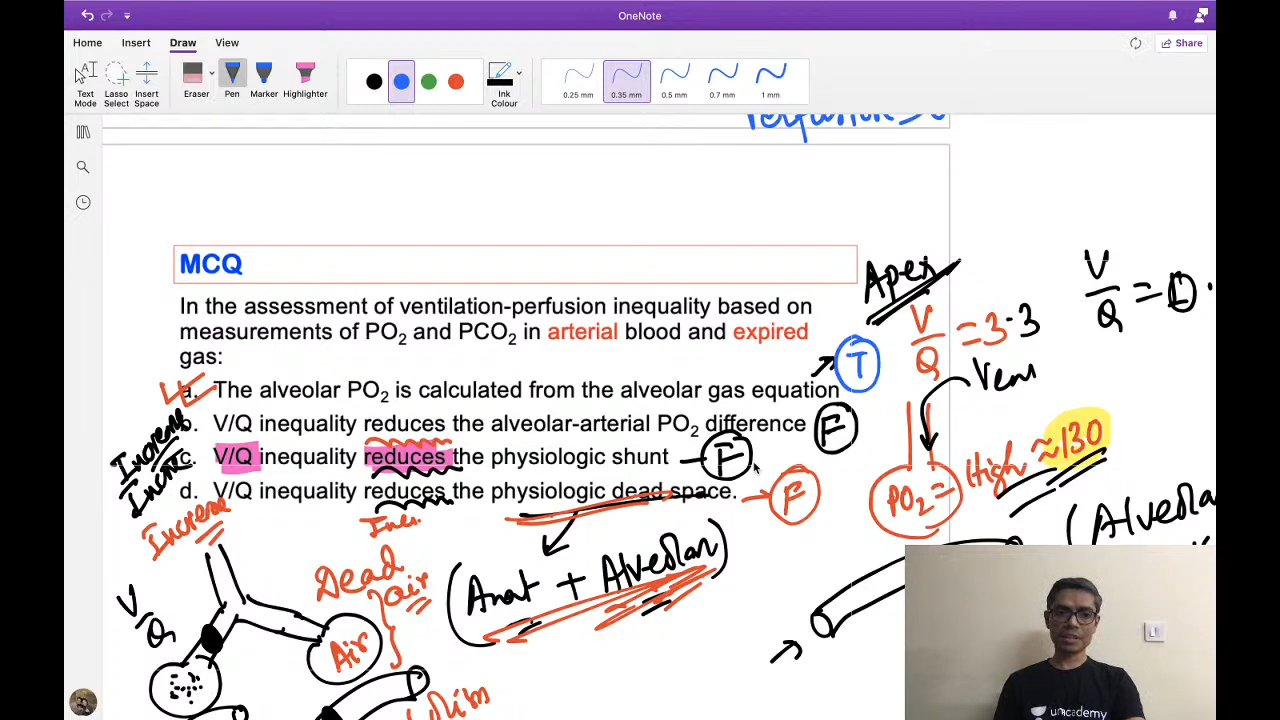 OneNote
Home Insert Draw View
Share
Text Mode
Lasso Select
Insert Space
Eraser
Pen
Marker
Highlighter
Ink Colour
0.25 mm
0.35 mm
0.5 mm
0.7 mm
1 mm
MCQ
In the assessment of ventilation-perfusion inequality based on
measurements of PO2 and PCO2 in arterial blood and expired
gas:
a. The alveolar PO2 is calculated from the alveolar gas equation
b. V/Q inequality reduces the alveolar-arterial PO2 difference
c. V/Q inequality reduces the physiologic shunt
d. V/Q inequality reduces the physiologic dead space.
T
F
F
F
Increase
Increase
Incr.
Apex
V/Q = 3.3
V/Q =
PO2 = High ≈130
(Anat + Alveolar)
Dead air
Air
V/Q
unacademy